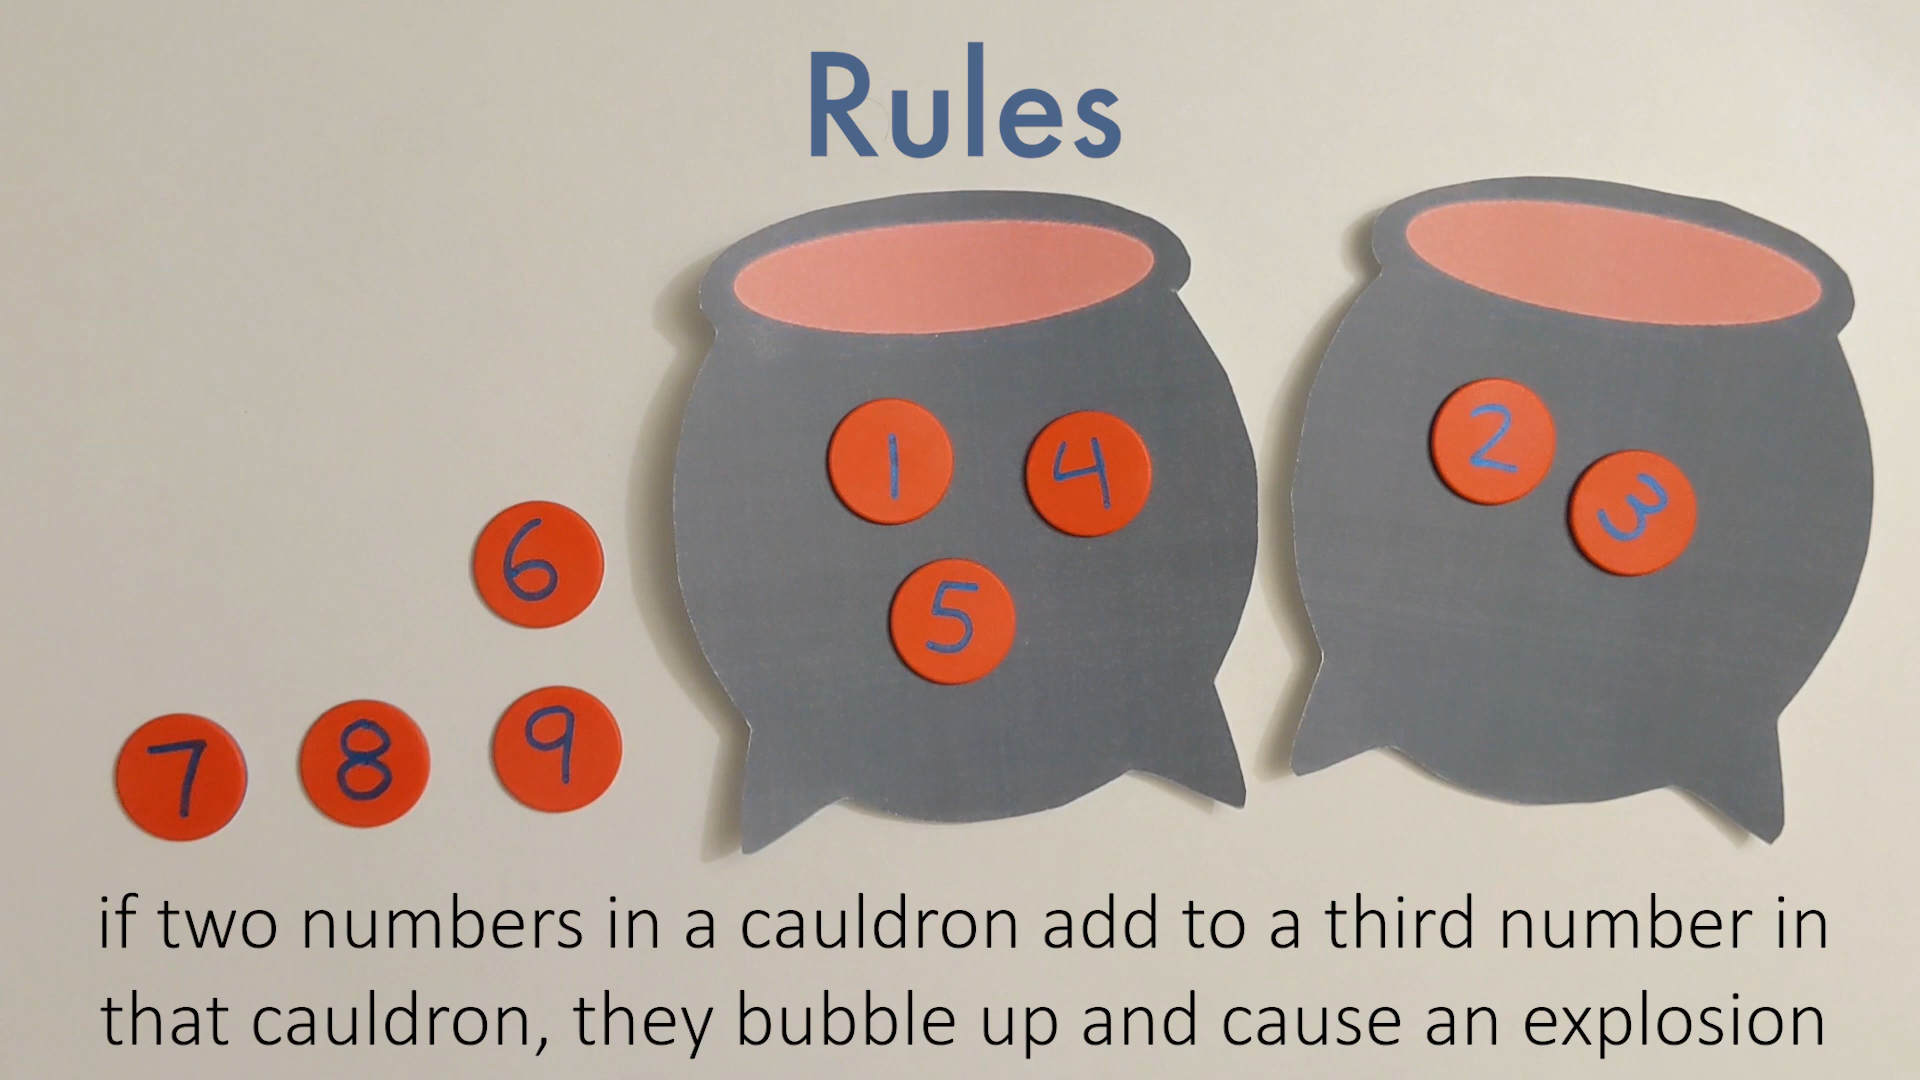 Rules
1 4
2 3
5
6
7 8 9
if two numbers in a cauldron add to a third number in
that cauldron, they bubble up and cause an explosion